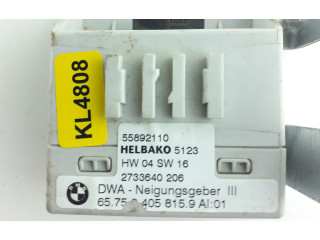 KL4808
55892110
HELBAKO 5123
HW 04 SW 16
2733640 206
DWA - Neigungsgeber III
65.75 405 815.9 AI:01